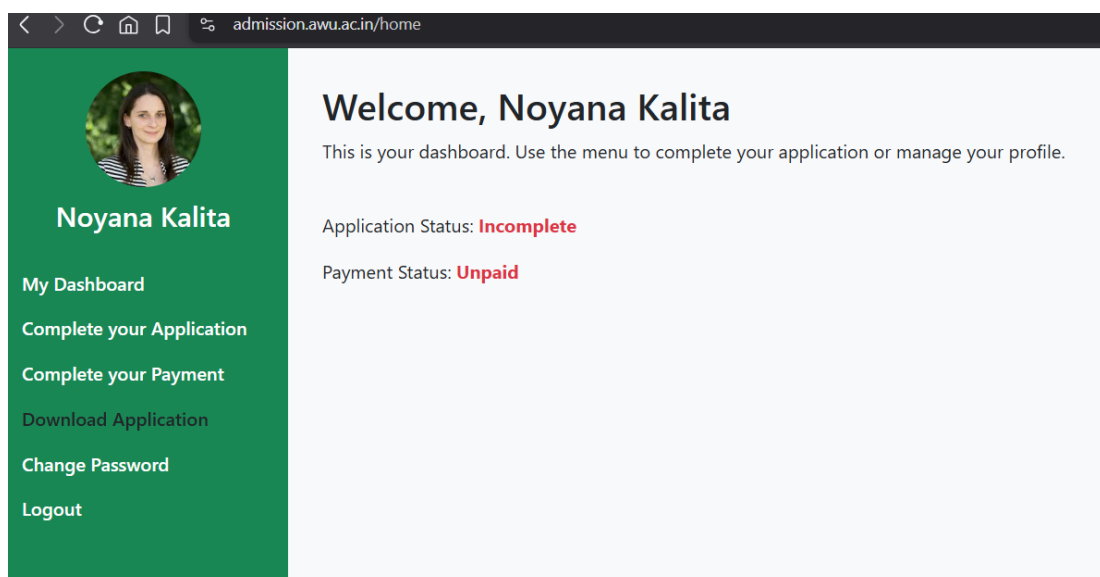 admission.awu.ac.in/home
Noyana Kalita
My Dashboard
Complete your Application
Complete your Payment
Download Application
Change Password
Logout
Welcome, Noyana Kalita
This is your dashboard. Use the menu to complete your application or manage your profile.
Application Status: Incomplete
Payment Status: Unpaid